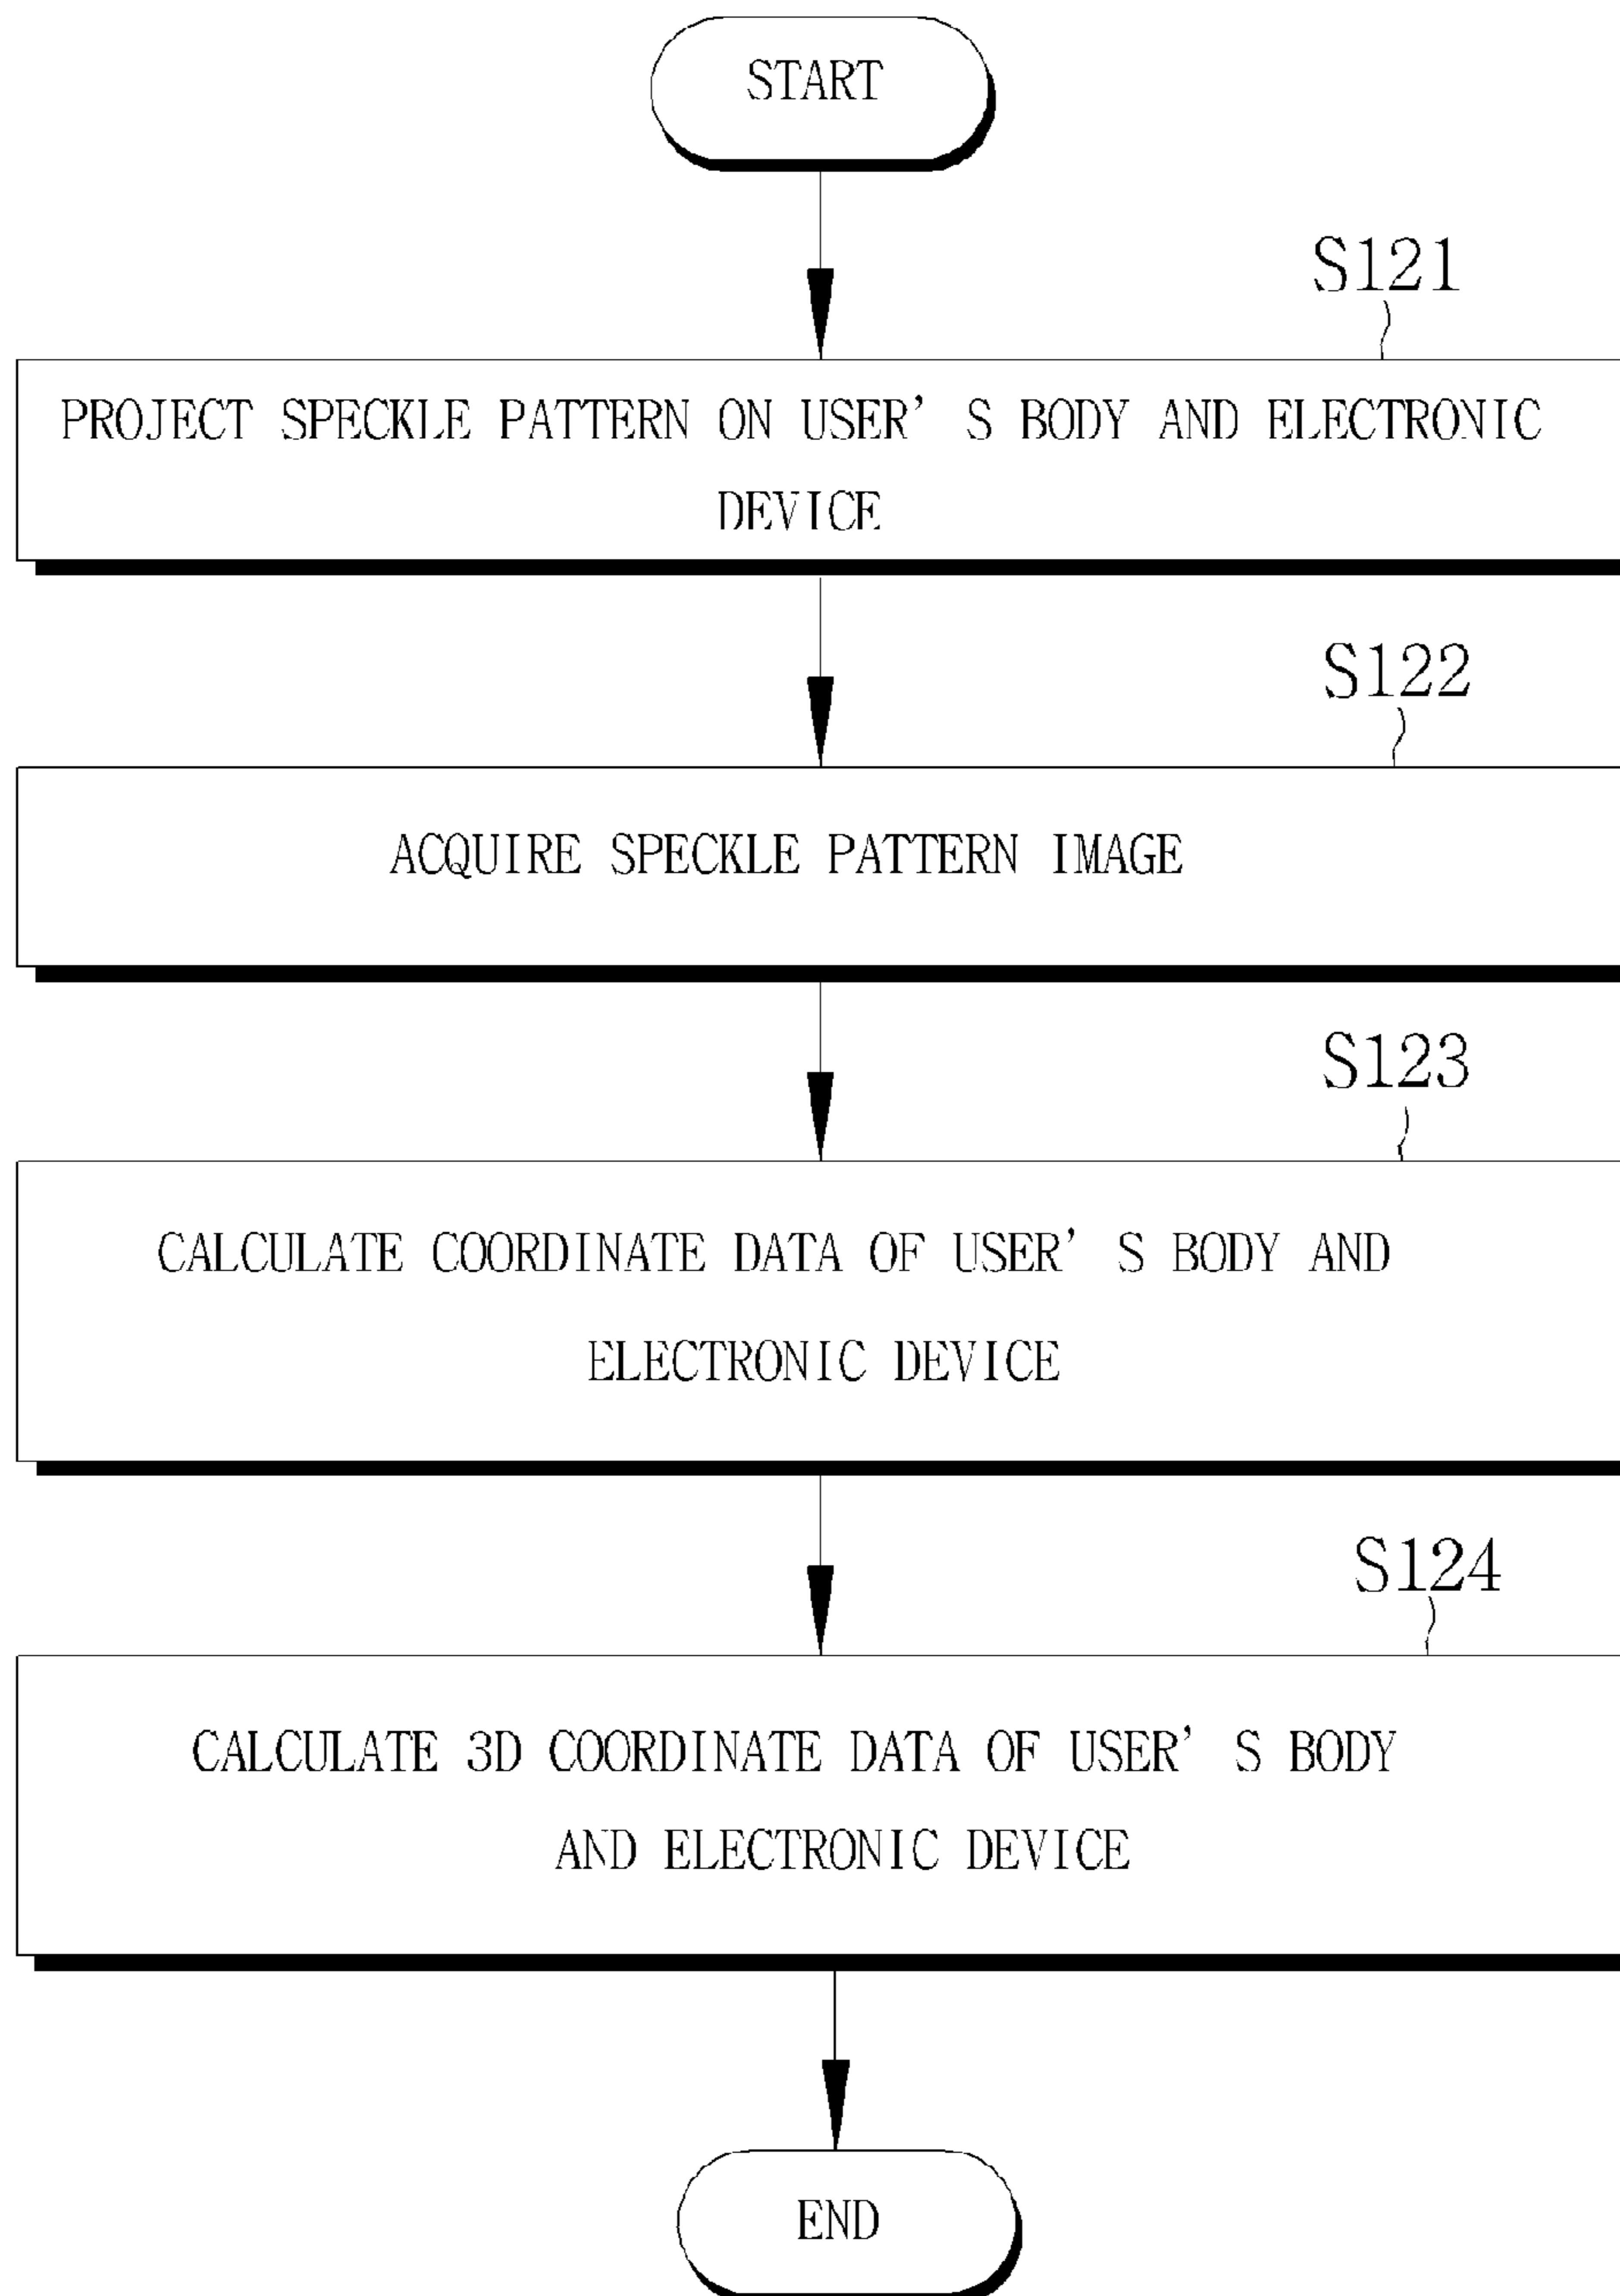 START
S121
PROJECT SPECKLE PATTERN ON USER'S BODY AND ELECTRONIC
DEVICE
S122
ACQUIRE SPECKLE PATTERN IMAGE
S123
CALCULATE COORDINATE DATA OF USER'S BODY AND
ELECTRONIC DEVICE
S124
CALCULATE 3D COORDINATE DATA OF USER'S BODY
AND ELECTRONIC DEVICE
END